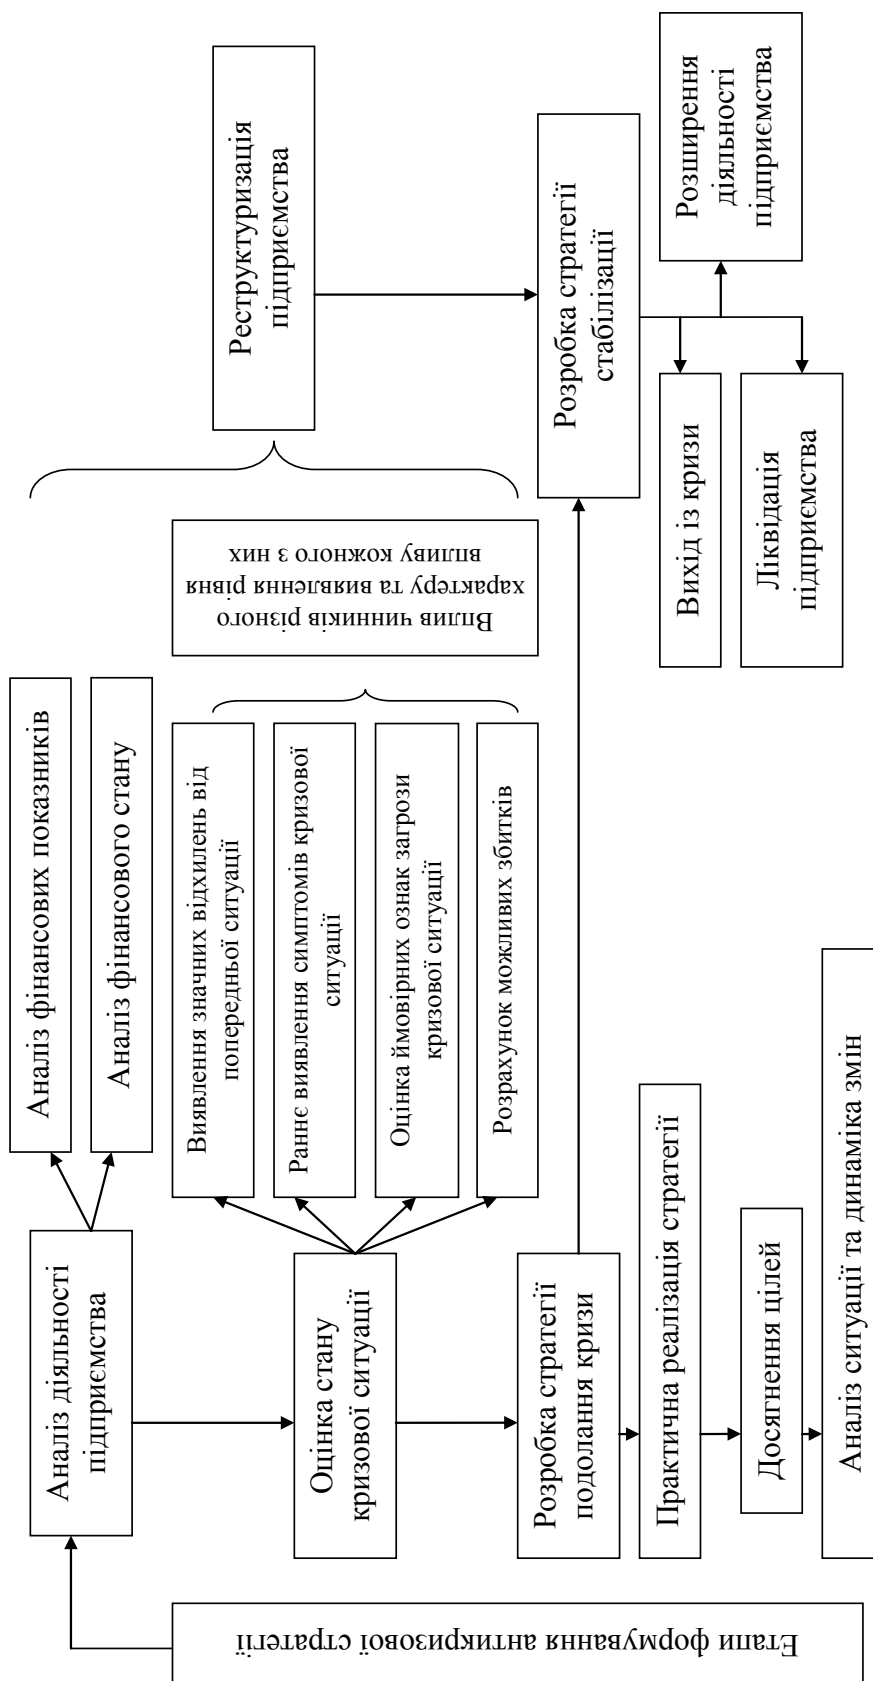 Етапи формування антикризової стратегії
Аналіз діяльності
підприємства
Аналіз фінансових показників
Аналіз фінансового стану
Оцінка стану
кризової ситуації
Виявлення значних відхилень від
попередньої ситуації
Раннє виявлення симптомів кризової
ситуації
Оцінка ймовірних ознак загрози
кризової ситуації
Розрахунок можливих збитків
Вплив чинників різного
характеру та виявлення рівня
впливу кожного з них
Реструктуризація
підприємства
Розробка стратегії
подолання кризи
Розробка стратегії
стабілізації
Практична реалізація стратегії
Вихід із кризи
Розширення
діяльності
підприємства
Досягнення цілей
Ліквідація
підприємства
Аналіз ситуації та динаміка змін